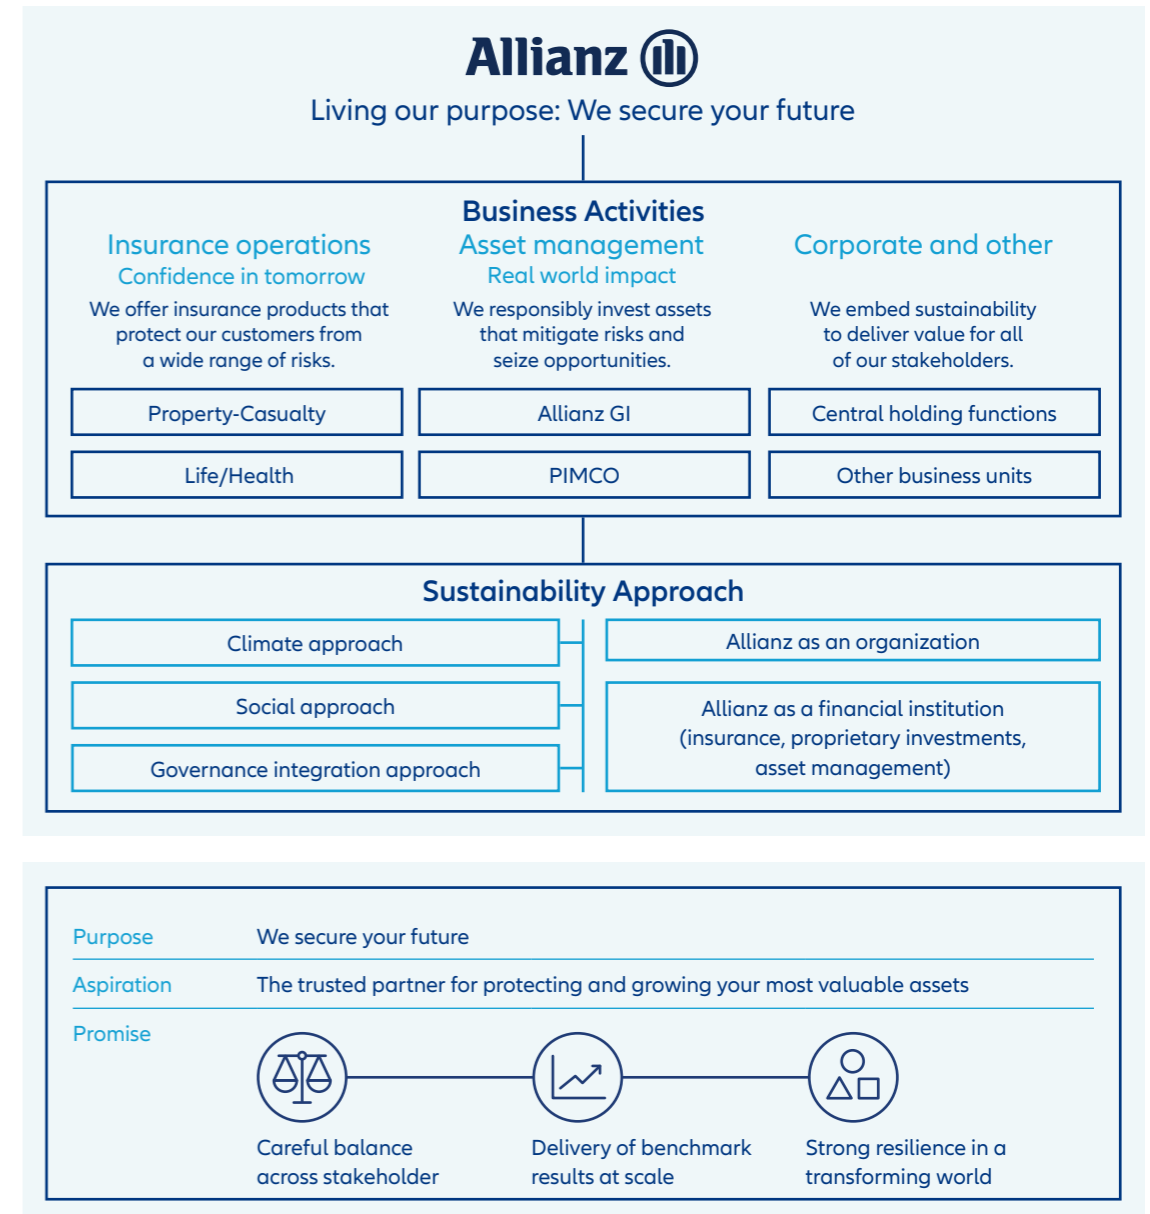 Allianz
Living our purpose: We secure your future
Business Activities
Insurance operations
Confidence in tomorrow
We offer insurance products that
protect our customers from
a wide range of risks.
Property-Casualty
Life/Health
Asset management
Real world impact
We responsibly invest assets
that mitigate risks and
seize opportunities.
Allianz GI
PIMCO
Corporate and other
We embed sustainability
to deliver value for all
of our stakeholders.
Central holding functions
Other business units
Sustainability Approach
Climate approach
Social approach
Governance integration approach
Allianz as an organization
Allianz as a financial institution
(insurance, proprietary investments,
asset management)
Purpose
We secure your future
Aspiration
The trusted partner for protecting and growing your most valuable assets
Promise
Careful balance
across stakeholder
Delivery of benchmark
results at scale
Strong resilience in a
transforming world